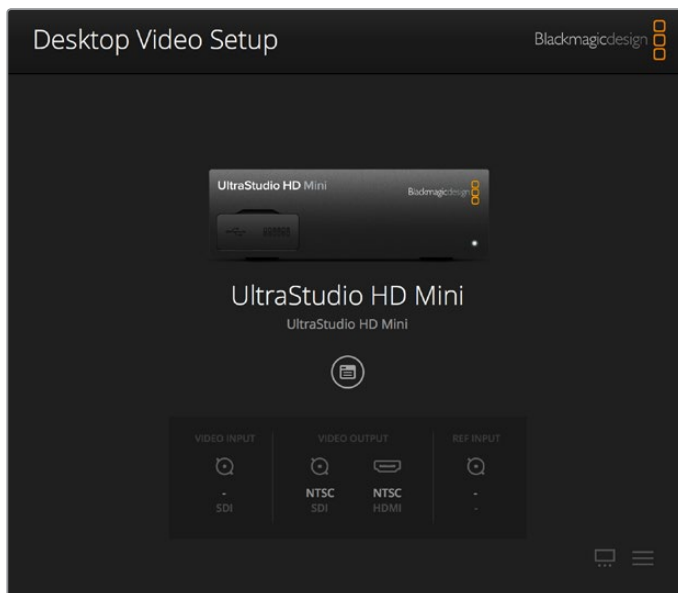 Desktop Video Setup
Blackmagicdesign
UltraStudio HD Mini
Blackmagicdesign
UltraStudio HD Mini
UltraStudio HD Mini
VIDEO INPUT
VIDEO OUTPUT
REF INPUT
-
NTSC
NTSC
-
SDI
SDI
HDMI
-